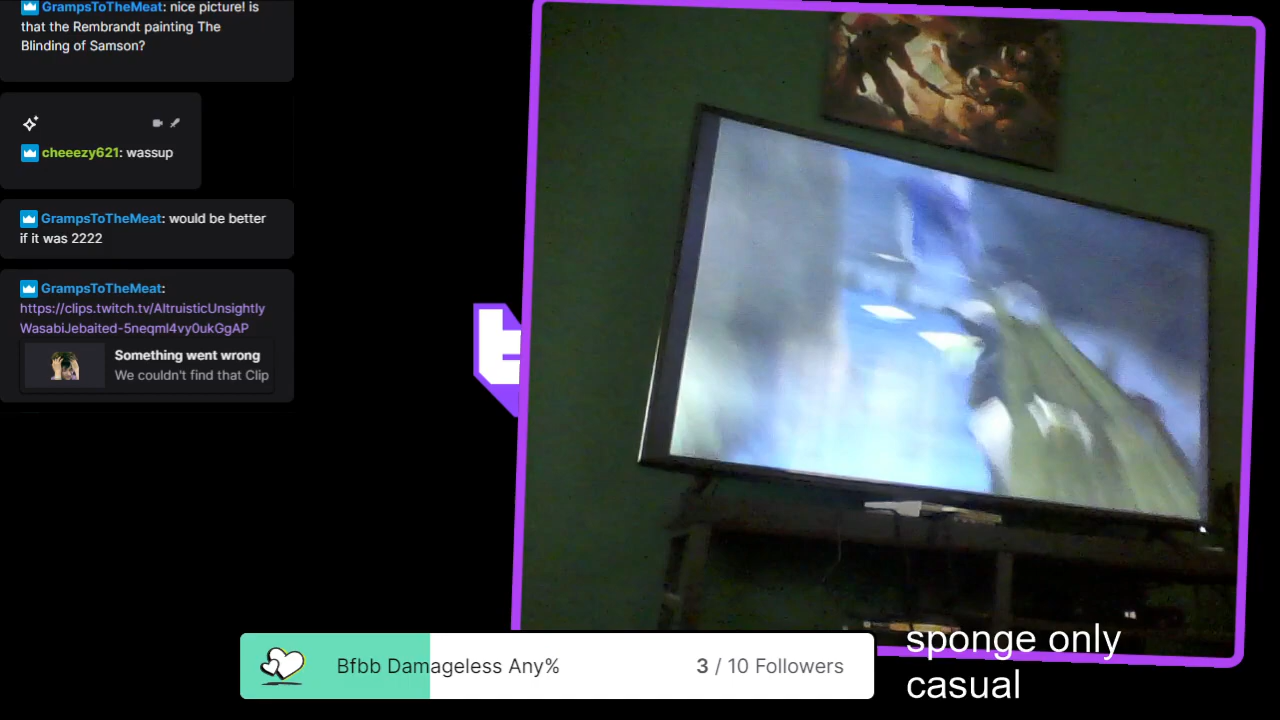 GrampsToTheMeat: nice picture! is
that the Rembrandt painting The
Blinding of Samson?
cheeezy621: wassup
GrampsToTheMeat: would be better
if it was 2222
GrampsToTheMeat:
https://clips.twitch.tv/AltruisticUnsightly
WasabiJebaited-5neqmI4vy0ukGgAP
Something went wrong
We couldn't find that Clip
Bfbb Damageless Any%
3 / 10 Followers
sponge only
casual